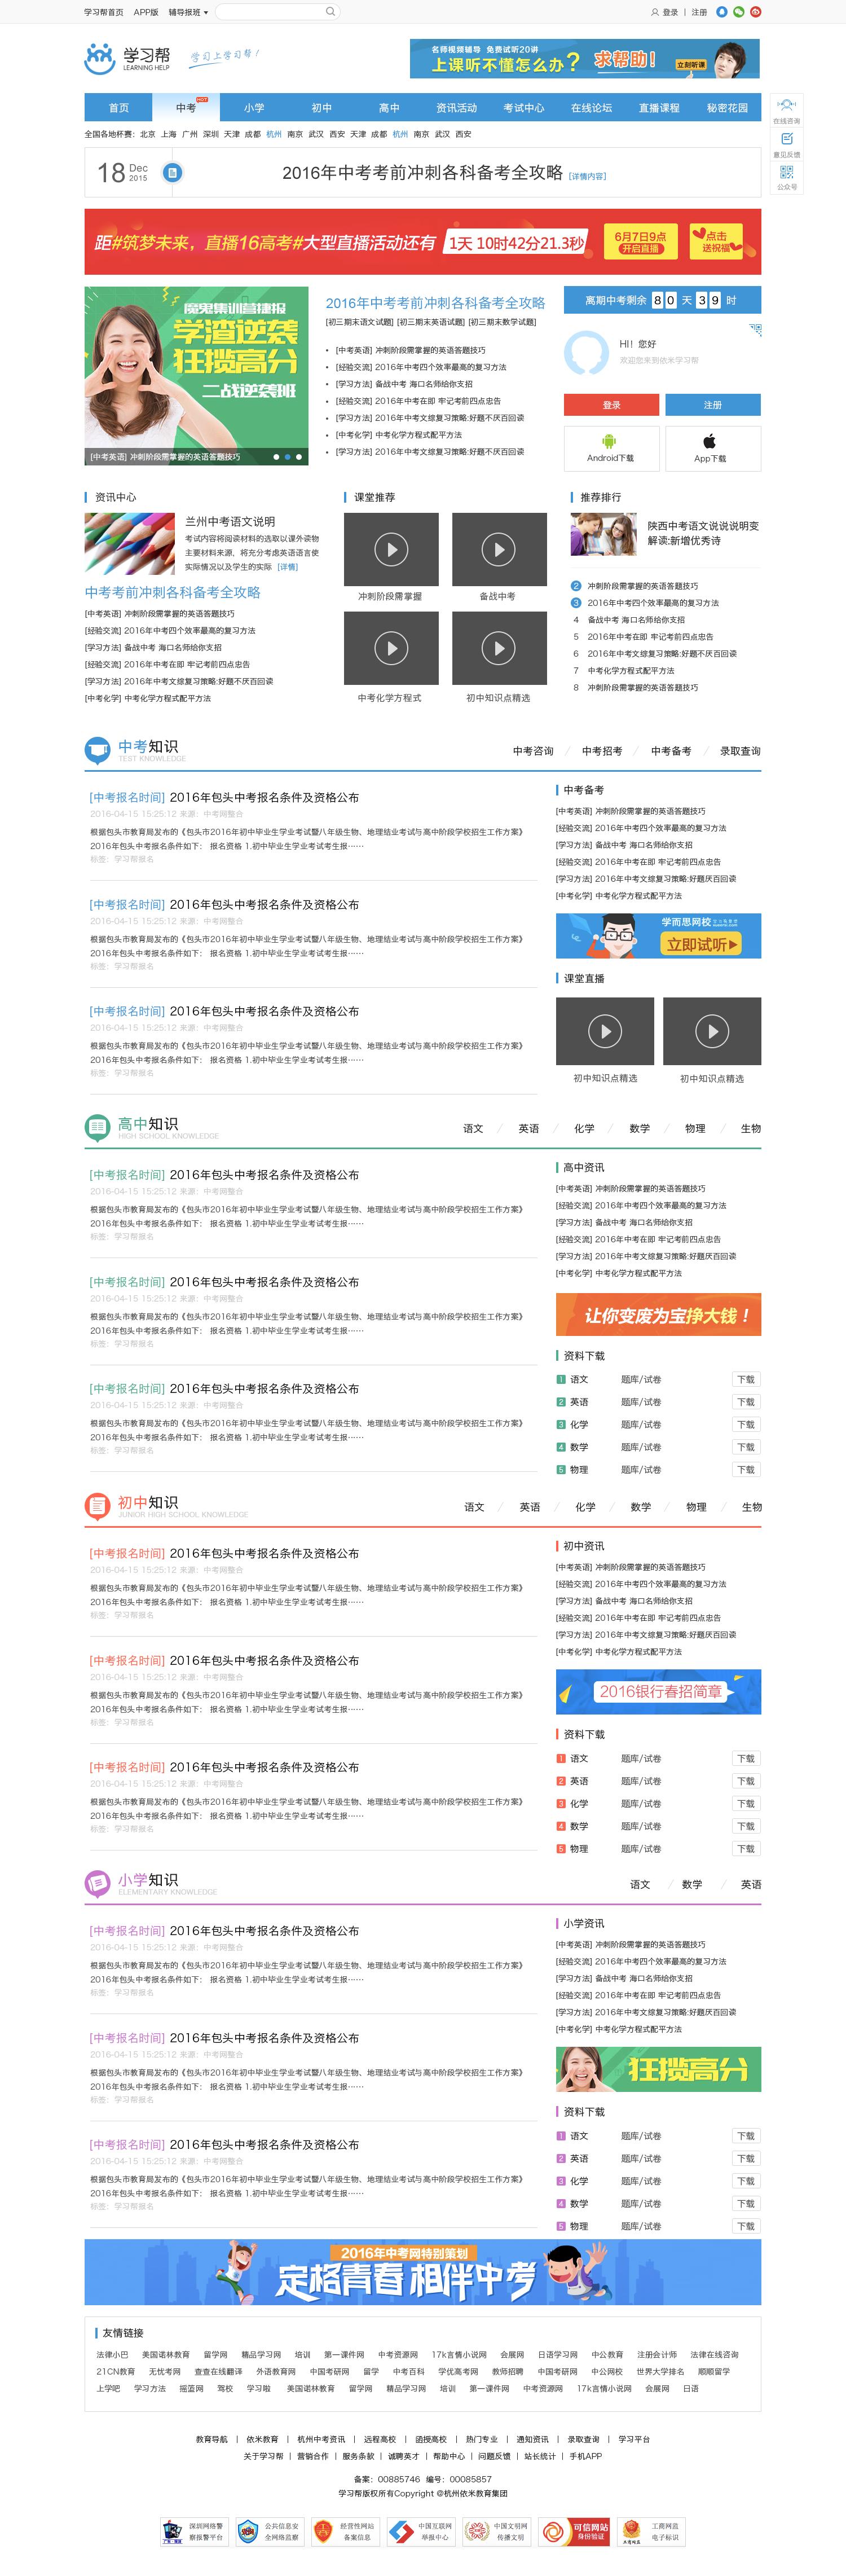 学习帮首页 APP版 辅导报班
登录 | 注册
学习帮
LEARNING HELP
学习上学习帮!
名师视频辅导 免费试听20讲
上课听不懂怎么办? 求帮助!
立刻听课
首页 中考 HOT 小学 初中 高中 资讯活动 考试中心 在线论坛 直播课程 秘密花园
在线咨询
意见反馈
公众号
全国各地杯赛: 北京 上海 广州 深圳 天津 成都 杭州 南京 武汉 西安 天津 成都 杭州 南京 武汉 西安
18 Dec 2015
2016年中考考前冲刺各科备考全攻略 [详情内容]
距#筑梦未来，直播16高考#大型直播活动还有 1天 10时42分21.3秒
6月7日9点 开启直播
点击 送祝福
魔鬼集训营捷报
学渣逆袭
狂揽高分
二战逆袭班
[中考英语] 冲刺阶段需掌握的英语答题技巧
2016年中考考前冲刺各科备考全攻略
[初三期末语文试题] [初三期末英语试题] [初三期末数学试题]
[中考英语] 冲刺阶段需掌握的英语答题技巧
[经验交流] 2016年中考四个效率最高的复习方法
[学习方法] 备战中考 海口名师给你支招
[经验交流] 2016年中考在即 牢记考前四点忠告
[学习方法] 2016年中考文综复习策略:好题不厌百回读
[中考化学] 中考化学方程式配平方法
[学习方法] 2016年中考文综复习策略:好题不厌百回读
离期中考剩余 80 天 39 时
HI！您好
欢迎您来到依米学习帮
登录 注册
Android下载 App下载
资讯中心
兰州中考语文说明
考试内容将阅读材料的选取以课外读物
主要材料来源，将充分考虑英语语言使
实际情况以及学生的实际 [详情]
中考考前冲刺各科备考全攻略
[中考英语] 冲刺阶段需掌握的英语答题技巧
[经验交流] 2016年中考四个效率最高的复习方法
[学习方法] 备战中考 海口名师给你支招
[经验交流] 2016年中考在即 牢记考前四点忠告
[学习方法] 2016年中考文综复习策略:好题不厌百回读
[中考化学] 中考化学方程式配平方法
课堂推荐
冲刺阶段需掌握 备战中考
中考化学方程式 初中知识点精选
推荐排行
陕西中考语文说说说明变
解读:新增优秀诗
2 冲刺阶段需掌握的英语答题技巧
3 2016年中考四个效率最高的复习方法
4 备战中考 海口名师给你支招
5 2016年中考在即 牢记考前四点忠告
6 2016年中考文综复习策略:好题不厌百回读
7 中考化学方程式配平方法
8 冲刺阶段需掌握的英语答题技巧
中考知识
TEST KNOWLEDGE
中考咨询 / 中考招考 / 中考备考 / 录取查询
[中考报名时间] 2016年包头中考报名条件及资格公布
2016-04-15 15:25:12 来源：中考网整合
根据包头市教育局发布的《包头市2016年初中毕业生学业考试暨八年级生物、地理结业考试与高中阶段学校招生工作方案》
2016年包头中考报名条件如下： 报名资格 1.初中毕业生学业考试考生报……
标签：学习帮报名
[中考报名时间] 2016年包头中考报名条件及资格公布
2016-04-15 15:25:12 来源：中考网整合
根据包头市教育局发布的《包头市2016年初中毕业生学业考试暨八年级生物、地理结业考试与高中阶段学校招生工作方案》
2016年包头中考报名条件如下： 报名资格 1.初中毕业生学业考试考生报……
标签：学习帮报名
[中考报名时间] 2016年包头中考报名条件及资格公布
2016-04-15 15:25:12 来源：中考网整合
根据包头市教育局发布的《包头市2016年初中毕业生学业考试暨八年级生物、地理结业考试与高中阶段学校招生工作方案》
2016年包头中考报名条件如下： 报名资格 1.初中毕业生学业考试考生报……
标签：学习帮报名
中考备考
[中考英语] 冲刺阶段需掌握的英语答题技巧
[经验交流] 2016年中考四个效率最高的复习方法
[学习方法] 备战中考 海口名师给你支招
[经验交流] 2016年中考在即 牢记考前四点忠告
[学习方法] 2016年中考文综复习策略:好题厌百回读
[中考化学] 中考化学方程式配平方法
学而思网校
立即试听
课堂直播
初中知识点精选 初中知识点精选
高中知识
HIGH SCHOOL KNOWLEDGE
语文 / 英语 / 化学 / 数学 / 物理 / 生物
[中考报名时间] 2016年包头中考报名条件及资格公布
2016-04-15 15:25:12 来源：中考网整合
根据包头市教育局发布的《包头市2016年初中毕业生学业考试暨八年级生物、地理结业考试与高中阶段学校招生工作方案》
2016年包头中考报名条件如下： 报名资格 1.初中毕业生学业考试考生报……
标签：学习帮报名
[中考报名时间] 2016年包头中考报名条件及资格公布
2016-04-15 15:25:12 来源：中考网整合
根据包头市教育局发布的《包头市2016年初中毕业生学业考试暨八年级生物、地理结业考试与高中阶段学校招生工作方案》
2016年包头中考报名条件如下： 报名资格 1.初中毕业生学业考试考生报……
标签：学习帮报名
[中考报名时间] 2016年包头中考报名条件及资格公布
2016-04-15 15:25:12 来源：中考网整合
根据包头市教育局发布的《包头市2016年初中毕业生学业考试暨八年级生物、地理结业考试与高中阶段学校招生工作方案》
2016年包头中考报名条件如下： 报名资格 1.初中毕业生学业考试考生报……
标签：学习帮报名
高中资讯
[中考英语] 冲刺阶段需掌握的英语答题技巧
[经验交流] 2016年中考四个效率最高的复习方法
[学习方法] 备战中考 海口名师给你支招
[经验交流] 2016年中考在即 牢记考前四点忠告
[学习方法] 2016年中考文综复习策略:好题厌百回读
[中考化学] 中考化学方程式配平方法
让你变废为宝挣大钱！
资料下载
1 语文 题库/试卷 下载
2 英语 题库/试卷 下载
3 化学 题库/试卷 下载
4 数学 题库/试卷 下载
5 物理 题库/试卷 下载
初中知识
JUNIOR HIGH SCHOOL KNOWLEDGE
语文 / 英语 / 化学 / 数学 / 物理 / 生物
[中考报名时间] 2016年包头中考报名条件及资格公布
2016-04-15 15:25:12 来源：中考网整合
根据包头市教育局发布的《包头市2016年初中毕业生学业考试暨八年级生物、地理结业考试与高中阶段学校招生工作方案》
2016年包头中考报名条件如下： 报名资格 1.初中毕业生学业考试考生报……
标签：学习帮报名
[中考报名时间] 2016年包头中考报名条件及资格公布
2016-04-15 15:25:12 来源：中考网整合
根据包头市教育局发布的《包头市2016年初中毕业生学业考试暨八年级生物、地理结业考试与高中阶段学校招生工作方案》
2016年包头中考报名条件如下： 报名资格 1.初中毕业生学业考试考生报……
标签：学习帮报名
[中考报名时间] 2016年包头中考报名条件及资格公布
2016-04-15 15:25:12 来源：中考网整合
根据包头市教育局发布的《包头市2016年初中毕业生学业考试暨八年级生物、地理结业考试与高中阶段学校招生工作方案》
2016年包头中考报名条件如下： 报名资格 1.初中毕业生学业考试考生报……
标签：学习帮报名
初中资讯
[中考英语] 冲刺阶段需掌握的英语答题技巧
[经验交流] 2016年中考四个效率最高的复习方法
[学习方法] 备战中考 海口名师给你支招
[经验交流] 2016年中考在即 牢记考前四点忠告
[学习方法] 2016年中考文综复习策略:好题厌百回读
[中考化学] 中考化学方程式配平方法
2016银行春招简章
资料下载
1 语文 题库/试卷 下载
2 英语 题库/试卷 下载
3 化学 题库/试卷 下载
4 数学 题库/试卷 下载
5 物理 题库/试卷 下载
小学知识
ELEMENTARY KNOWLEDGE
语文 / 数学 / 英语
[中考报名时间] 2016年包头中考报名条件及资格公布
2016-04-15 15:25:12 来源：中考网整合
根据包头市教育局发布的《包头市2016年初中毕业生学业考试暨八年级生物、地理结业考试与高中阶段学校招生工作方案》
2016年包头中考报名条件如下： 报名资格 1.初中毕业生学业考试考生报……
标签：学习帮报名
[中考报名时间] 2016年包头中考报名条件及资格公布
2016-04-15 15:25:12 来源：中考网整合
根据包头市教育局发布的《包头市2016年初中毕业生学业考试暨八年级生物、地理结业考试与高中阶段学校招生工作方案》
2016年包头中考报名条件如下： 报名资格 1.初中毕业生学业考试考生报……
标签：学习帮报名
[中考报名时间] 2016年包头中考报名条件及资格公布
2016-04-15 15:25:12 来源：中考网整合
根据包头市教育局发布的《包头市2016年初中毕业生学业考试暨八年级生物、地理结业考试与高中阶段学校招生工作方案》
2016年包头中考报名条件如下： 报名资格 1.初中毕业生学业考试考生报……
标签：学习帮报名
小学资讯
[中考英语] 冲刺阶段需掌握的英语答题技巧
[经验交流] 2016年中考四个效率最高的复习方法
[学习方法] 备战中考 海口名师给你支招
[经验交流] 2016年中考在即 牢记考前四点忠告
[学习方法] 2016年中考文综复习策略:好题厌百回读
[中考化学] 中考化学方程式配平方法
狂揽高分
资料下载
1 语文 题库/试卷 下载
2 英语 题库/试卷 下载
3 化学 题库/试卷 下载
4 数学 题库/试卷 下载
5 物理 题库/试卷 下载
2016年中考网特别策划
定格青春 相伴中考
友情链接
法律小巴 美国诺林教育 留学网 精品学习网 培训 第一课件网 中考资源网 17k言情小说网 会展网 日语学习网 中公教育 注册会计师 法律在线咨询
21CN教育 无忧考网 查查在线翻译 外语教育网 中国考研网 留学 中考百科 学优高考网 教师招聘 中国考研网 中公网校 世界大学排名 顺顺留学
上学吧 学习方法 摇篮网 驾校 学习啦 美国诺林教育 留学网 精品学习网 培训 第一课件网 中考资源网 17k言情小说网 会展网 日语
教育导航 | 依米教育 | 杭州中考资讯 | 远程高校 | 函授高校 | 热门专业 | 通知资讯 | 录取查询 | 学习平台
关于学习帮 | 营销合作 | 服务条款 | 诚聘英才 | 帮助中心 | 问题反馈 | 站长统计 | 手机APP
备案：00885746 编号：00085857
学习帮版权所有Copyright @杭州依米教育集团
深圳网络警察报警平台
公共信息安全网络监察
经营性网站备案信息
中国互联网举报中心
中国文明网传播文明
可信网站身份验证
工商网监电子标识